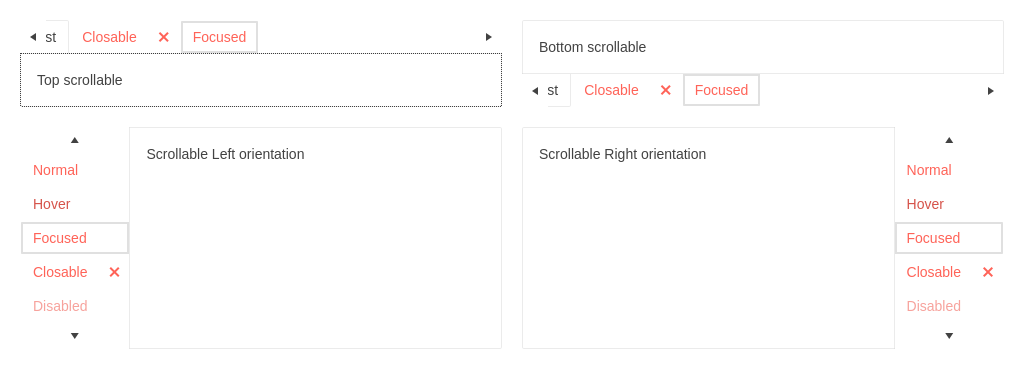 st Closable Focused
Top scrollable
Bottom scrollable
st Closable Focused
Normal
Hover
Focused
Closable
Disabled
Scrollable Left orientation
Scrollable Right orientation
Normal
Hover
Focused
Closable
Disabled